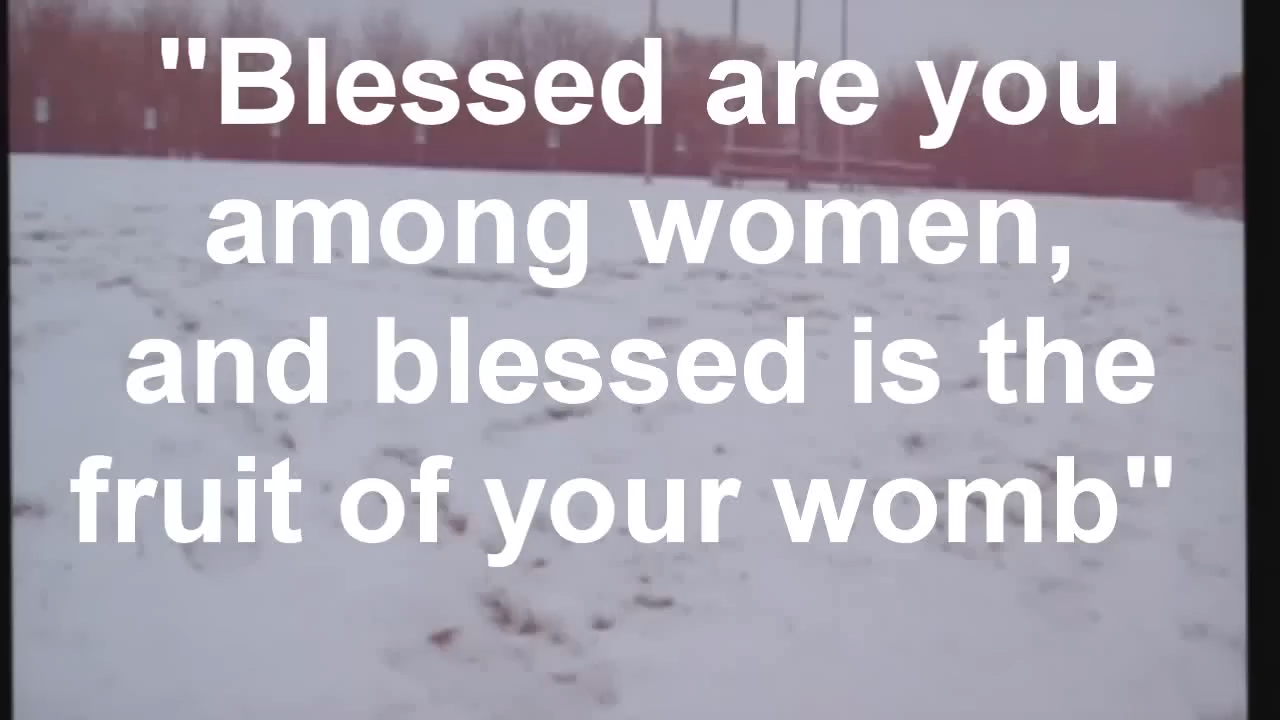 "Blessed are you
among women,
and blessed is the
fruit of your womb"